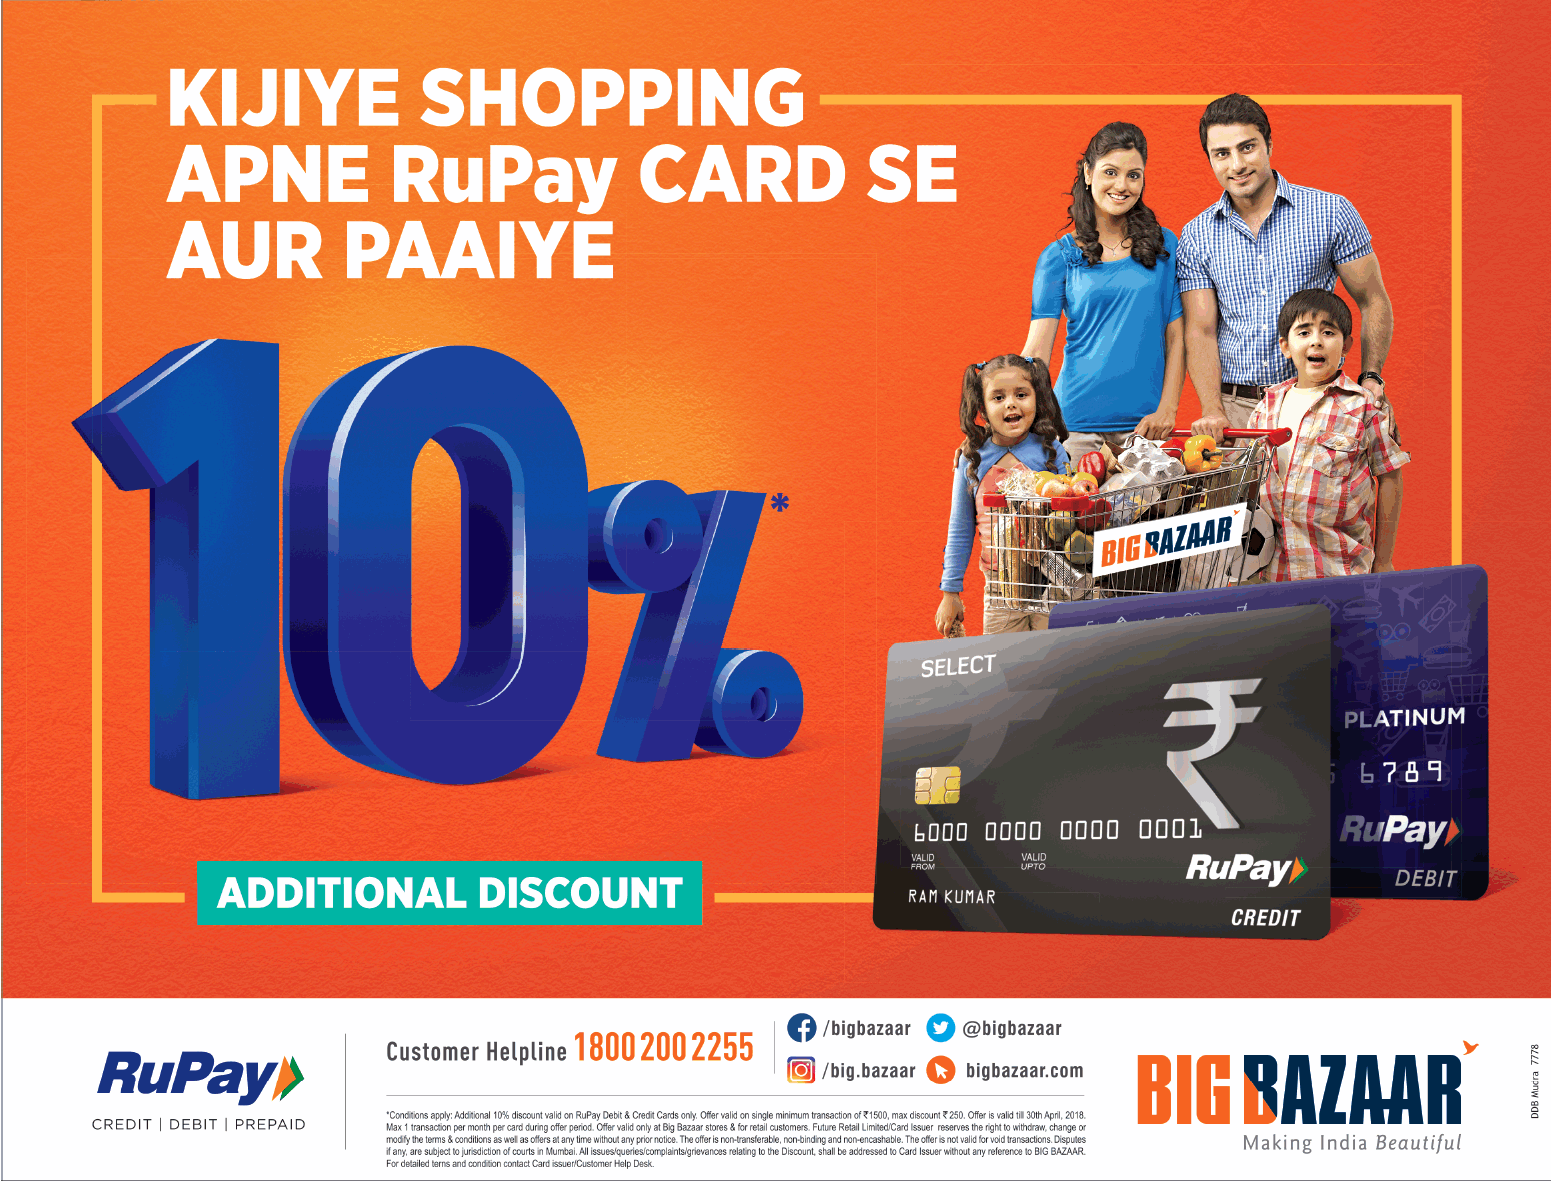 KIJIYE SHOPPING
APNE RuPay CARD SE
AUR PAAIYE
10%*
ADDITIONAL DISCOUNT
BIG BAZAAR
SELECT
₹
6000 0000 0000 0001
VALID FROM
VALID UPTO
RAM KUMAR
RuPay
CREDIT
PLATINUM
6789
RuPay
DEBIT
RuPay
CREDIT | DEBIT | PREPAID
Customer Helpline 1800 200 2255
/bigbazaar @bigbazaar
/big.bazaar bigbazaar.com
*Conditions apply: Additional 10% discount valid on RuPay Debit & Credit Cards only. Offer valid on single minimum transaction of ₹1500, max discount ₹ 250. Offer is valid till 30th April, 2018.
Max 1 transaction per month per card during offer period. Offer valid only at Big Bazaar stores & for retail customers. Future Retail Limited/Card Issuer reserves the right to withdraw, change or
modify the terms & conditions as well as offers at any time without any prior notice. The offer is non-transferable, non-binding and non-encashable. The offer is not valid for void transactions. Disputes
if any, are subject to jurisdiction of courts in Mumbai. All issues/queries/complaints/grievances relating to the Discount, shall be addressed to Card Issuer without any reference to BIG BAZAAR.
For detailed terns and condition contact Card issuer/Customer Help Desk.
BIG BAZAAR
Making India Beautiful
DDB Mucra 7778